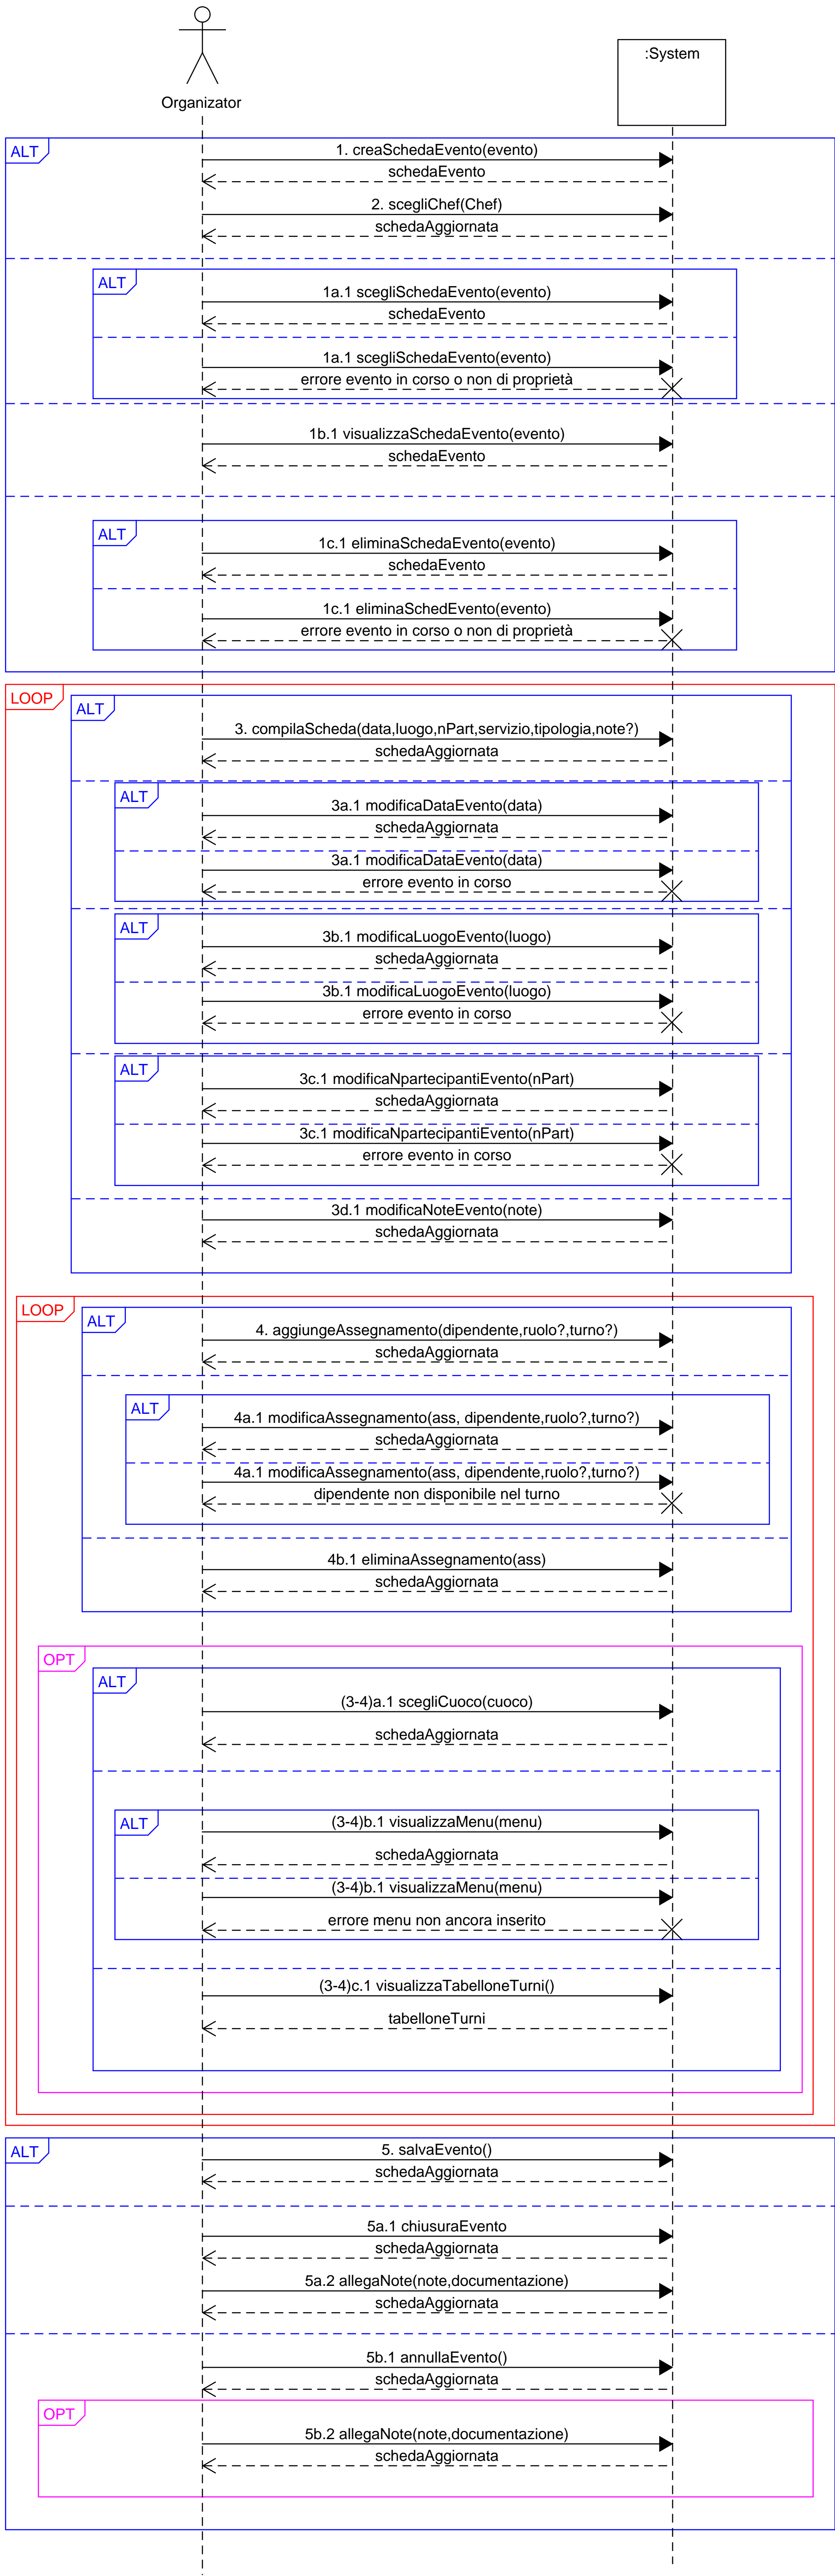 :System
Organizator
ALT
1. creaSchedaEvento(evento)
schedaEvento
2. scegliChef(Chef)
schedaAggiornata
ALT
1a.1 scegliSchedaEvento(evento)
schedaEvento
1a.1 scegliSchedaEvento(evento)
errore evento in corso o non di proprietà
1b.1 visualizzaSchedaEvento(evento)
schedaEvento
ALT
1c.1 eliminaSchedaEvento(evento)
schedaEvento
1c.1 eliminaSchedEvento(evento)
errore evento in corso o non di proprietà
LOOP
ALT
3. compilaScheda(data,luogo,nPart,servizio,tipologia,note?)
schedaAggiornata
ALT
3a.1 modificaDataEvento(data)
schedaAggiornata
3a.1 modificaDataEvento(data)
errore evento in corso
ALT
3b.1 modificaLuogoEvento(luogo)
schedaAggiornata
3b.1 modificaLuogoEvento(luogo)
errore evento in corso
ALT
3c.1 modificaNpartecipantiEvento(nPart)
schedaAggiornata
3c.1 modificaNpartecipantiEvento(nPart)
errore evento in corso
3d.1 modificaNoteEvento(note)
schedaAggiornata
LOOP
ALT
4. aggiungeAssegnamento(dipendente,ruolo?,turno?)
schedaAggiornata
ALT
4a.1 modificaAssegnamento(ass, dipendente,ruolo?,turno?)
schedaAggiornata
4a.1 modificaAssegnamento(ass, dipendente,ruolo?,turno?)
dipendente non disponibile nel turno
4b.1 eliminaAssegnamento(ass)
schedaAggiornata
OPT
ALT
(3-4)a.1 scegliCuoco(cuoco)
schedaAggiornata
ALT
(3-4)b.1 visualizzaMenu(menu)
schedaAggiornata
(3-4)b.1 visualizzaMenu(menu)
errore menu non ancora inserito
(3-4)c.1 visualizzaTabelloneTurni()
tabelloneTurni
ALT
5. salvaEvento()
schedaAggiornata
5a.1 chiusuraEvento
schedaAggiornata
5a.2 allegaNote(note,documentazione)
schedaAggiornata
5b.1 annullaEvento()
schedaAggiornata
OPT
5b.2 allegaNote(note,documentazione)
schedaAggiornata